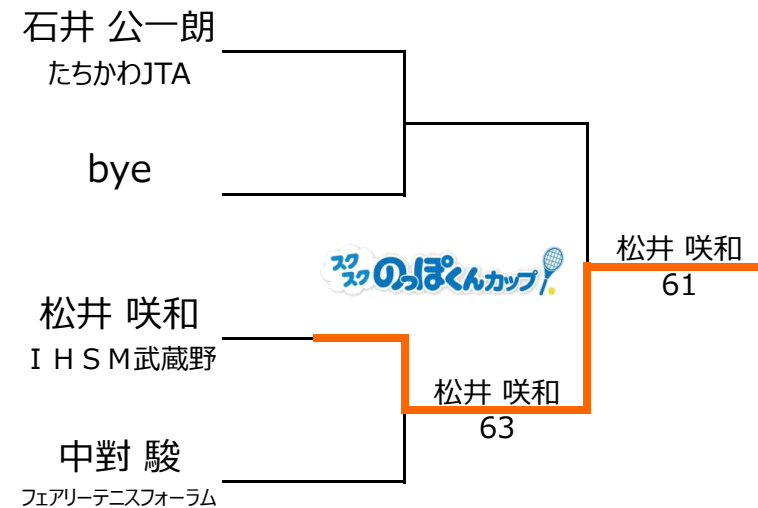 石井 公一朗
たちかわJTA
bye
スクスク のっぽくんカップ
松井 咲和
61
松井 咲和
ＩＨＳＭ武蔵野
松井 咲和
63
中對 駿
フェアリーテニスフォーラム